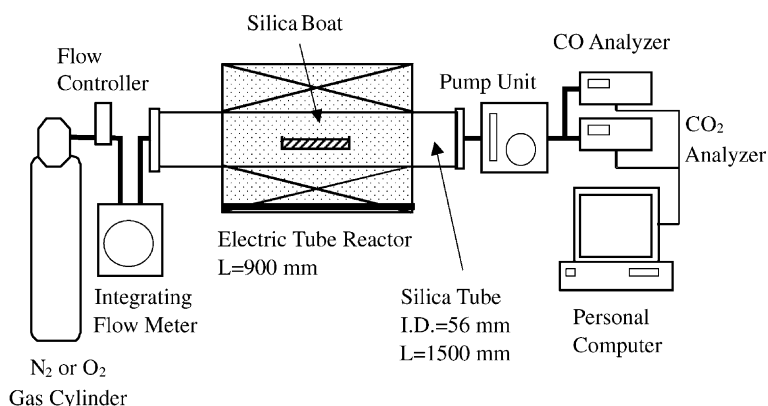 Silica Boat
Flow
Controller
CO Analyzer
Pump Unit
CO₂
Analyzer
Electric Tube Reactor
L=900 mm
Integrating
Flow Meter
Silica Tube
I.D.=56 mm
L=1500 mm
Personal
Computer
N₂ or O₂
Gas Cylinder